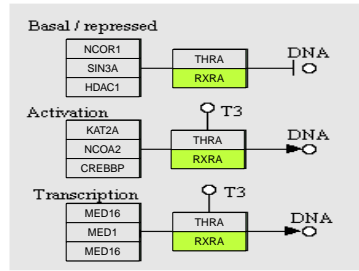 Basal / repressed
NCOR1
SIN3A
HDAC1
THRA
RXRA
DNA
Activation
KAT2A
NCOA2
CREBBP
T3
THRA
RXRA
DNA
Transcription
MED16
MED1
MED16
T3
THRA
RXRA
DNA